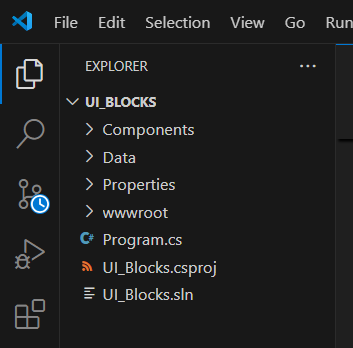 File Edit Selection View Go Run
EXPLORER
UI_BLOCKS
Components
Data
Properties
wwwroot
C# Program.cs
UI_Blocks.csproj
UI_Blocks.sln